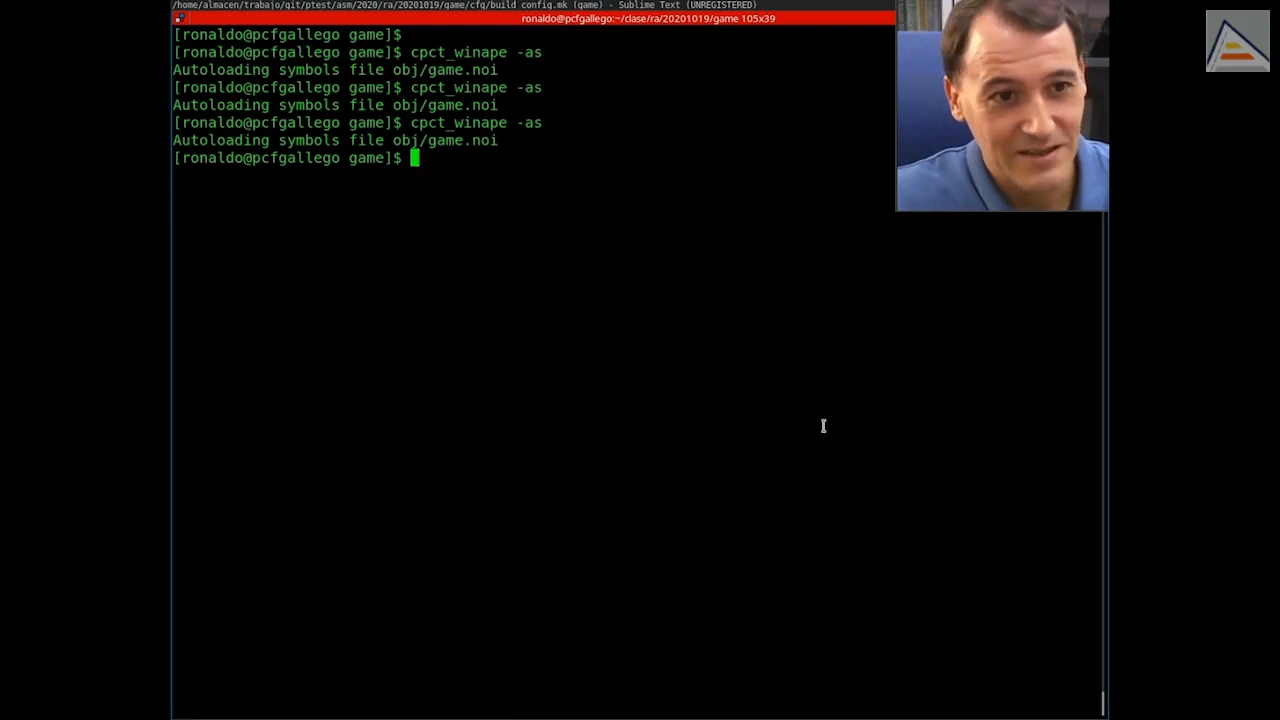 /home/almacen/trabajo/git/ptest/asm/2020/ra/20201019/game/cfg/build_config.mk (game) - Sublime Text (UNREGISTERED)
ronaldo@pcfgallego:~/clase/ra/20201019/game 105x39
[ronaldo@pcfgallego game]$
[ronaldo@pcfgallego game]$ cpct_winape -as
Autoloading symbols file obj/game.noi
[ronaldo@pcfgallego game]$ cpct_winape -as
Autoloading symbols file obj/game.noi
[ronaldo@pcfgallego game]$ cpct_winape -as
Autoloading symbols file obj/game.noi
[ronaldo@pcfgallego game]$